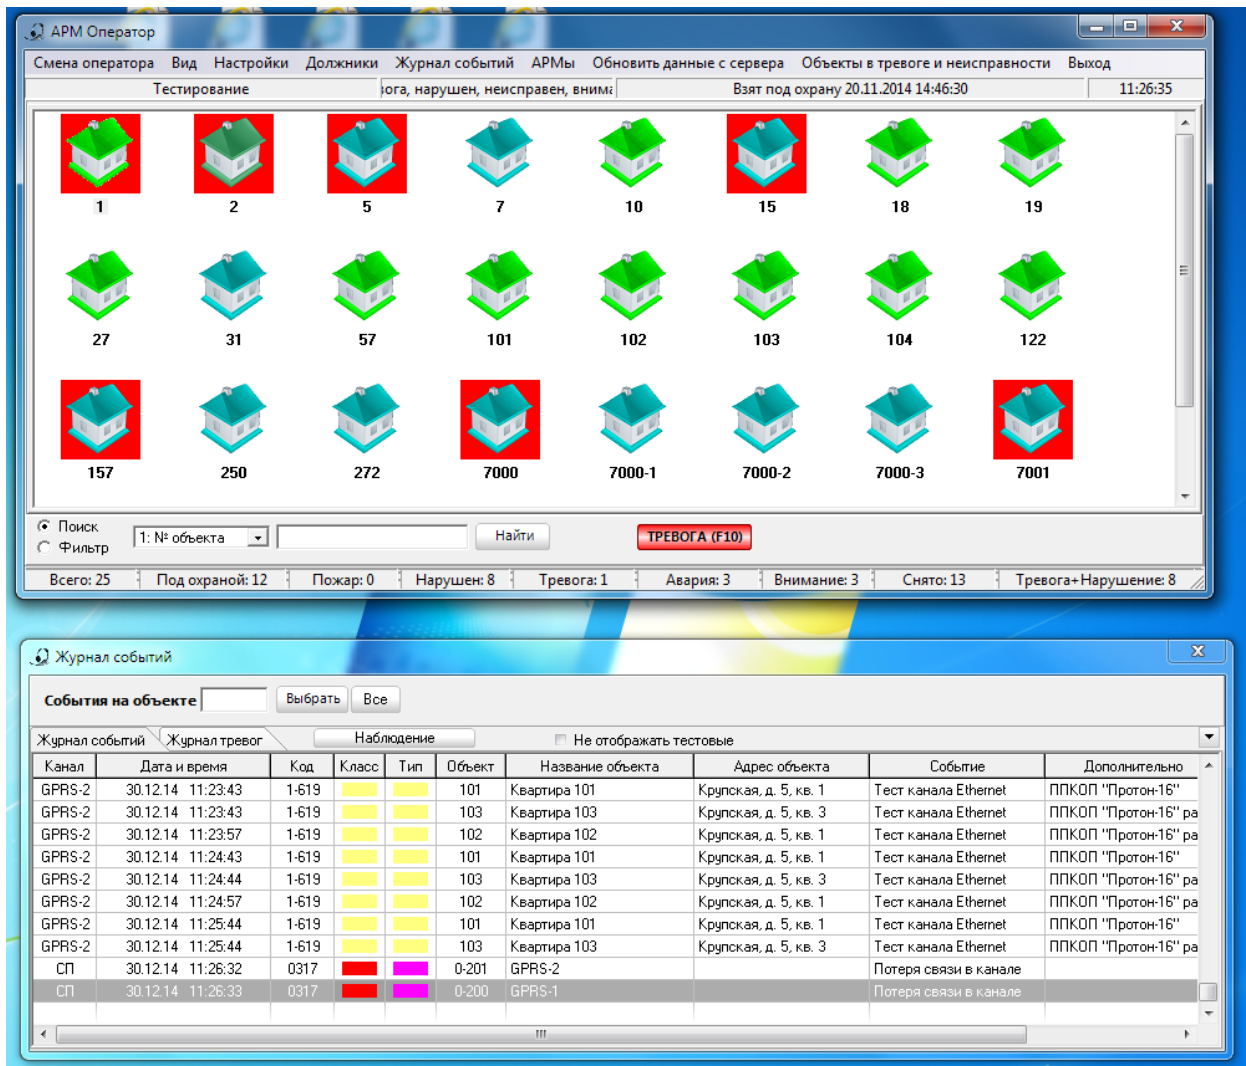 АРМ Оператор
Смена оператора Вид Настройки Должники Журнал событий АРМы Обновить данные с сервера Объекты в тревоге и неисправности Выход
Тестирование ога, нарушен, неисправен, внима Взят под охрану 20.11.2014 14:46:30 11:26:35
1 2 5 7 10 15 18 19
27 31 57 101 102 103 104 122
157 250 272 7000 7000-1 7000-2 7000-3 7001
Поиск
Фильтр
1: № объекта Найти ТРЕВОГА (F10)
Всего: 25 Под охраной: 12 Пожар: 0 Нарушен: 8 Тревога: 1 Авария: 3 Внимание: 3 Снято: 13 Тревога+Нарушение: 8
Журнал событий
События на объекте Выбрать Все
Журнал событий Журнал тревог Наблюдение Не отображать тестовые
Канал Дата и время Код Класс Тип Объект Название объекта Адрес объекта Событие Дополнительно
GPRS-2 30.12.14 11:23:43 1-619 101 Квартира 101 Крупская, д. 5, кв. 1 Тест канала Ethernet ППКОП "Протон-16"
GPRS-2 30.12.14 11:23:43 1-619 103 Квартира 103 Крупская, д. 5, кв. 3 Тест канала Ethernet ППКОП "Протон-16" ра
GPRS-2 30.12.14 11:23:57 1-619 102 Квартира 102 Крупская, д. 5, кв. 1 Тест канала Ethernet ППКОП "Протон-16" ра
GPRS-2 30.12.14 11:24:43 1-619 101 Квартира 101 Крупская, д. 5, кв. 1 Тест канала Ethernet ППКОП "Протон-16"
GPRS-2 30.12.14 11:24:44 1-619 103 Квартира 103 Крупская, д. 5, кв. 3 Тест канала Ethernet ППКОП "Протон-16" ра
GPRS-2 30.12.14 11:24:57 1-619 102 Квартира 102 Крупская, д. 5, кв. 1 Тест канала Ethernet ППКОП "Протон-16" ра
GPRS-2 30.12.14 11:25:44 1-619 101 Квартира 101 Крупская, д. 5, кв. 1 Тест канала Ethernet ППКОП "Протон-16"
GPRS-2 30.12.14 11:25:44 1-619 103 Квартира 103 Крупская, д. 5, кв. 3 Тест канала Ethernet ППКОП "Протон-16" ра
СП 30.12.14 11:26:32 0317 0-201 GPRS-2 Потеря связи в канале
СП 30.12.14 11:26:33 0317 0-200 GPRS-1 Потеря связи в канале